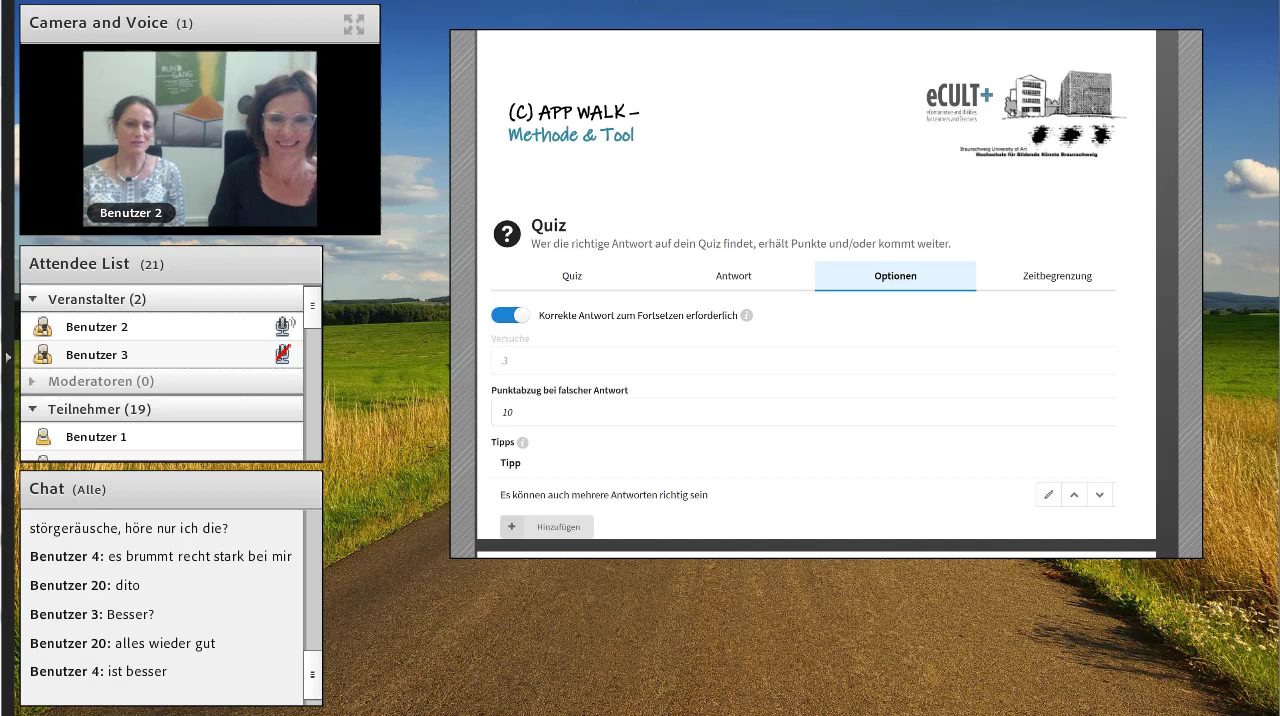 Camera and Voice (1)
RUND
GANG
Benutzer 2
Attendee List (21)
Veranstalter (2)
Benutzer 2
Benutzer 3
Moderatoren (0)
Teilnehmer (19)
Benutzer 1
Chat (Alle)
störgeräusche, höre nur ich die?
Benutzer 4: es brummt recht stark bei mir
Benutzer 20: dito
Benutzer 3: Besser?
Benutzer 20: alles wieder gut
Benutzer 4: ist besser
(C) APP WALK –
Methode & Tool
eCULT+
Braunschweig University of Art
Hochschule für Bildende Künste Braunschweig
Quiz
Wer die richtige Antwort auf dein Quiz findet, erhält Punkte und/oder kommt weiter.
Quiz Antwort Optionen Zeitbegrenzung
Korrekte Antwort zum Fortsetzen erforderlich
Versuche
3
Punktabzug bei falscher Antwort
10
Tipps
Tipp
Es können auch mehrere Antworten richtig sein
+ Hinzufügen